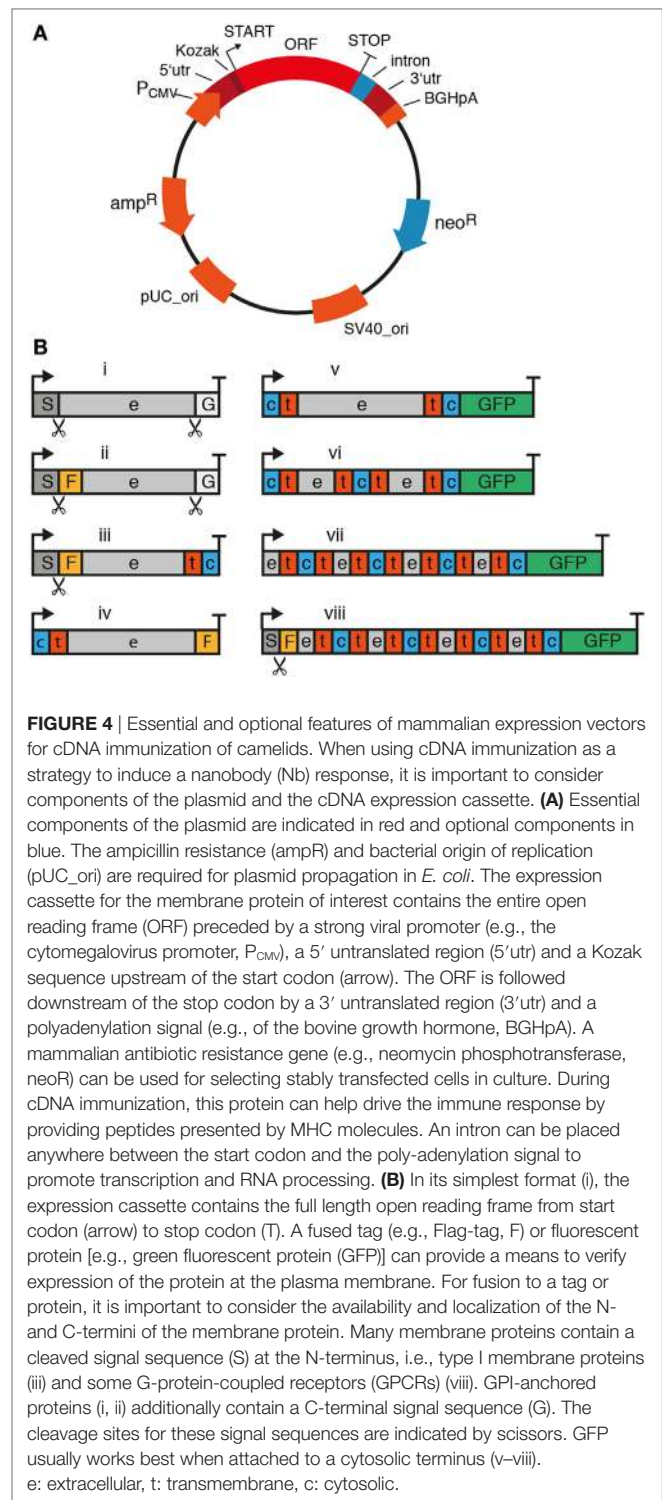 A
START
ORF
STOP
Kozak
intron
5‘utr
3‘utr
PCMV
BGHpA
ampR
neoR
pUC_ori
SV40_ori
B
i
S e G
v
c t e t c GFP
ii
S F e G
vi
c t e t c t e t c GFP
iii
S F e t c
vii
e t c t e t c t e t c t e t c GFP
iv
c t e F
viii
S F e t c t e t c t e t c t e t c GFP
FIGURE 4 | Essential and optional features of mammalian expression vectors
for cDNA immunization of camelids. When using cDNA immunization as a
strategy to induce a nanobody (Nb) response, it is important to consider
components of the plasmid and the cDNA expression cassette. (A) Essential
components of the plasmid are indicated in red and optional components in
blue. The ampicillin resistance (ampR) and bacterial origin of replication
(pUC_ori) are required for plasmid propagation in E. coli. The expression
cassette for the membrane protein of interest contains the entire open
reading frame (ORF) preceded by a strong viral promoter (e.g., the
cytomegalovirus promoter, PCMV), a 5′ untranslated region (5′utr) and a Kozak
sequence upstream of the start codon (arrow). The ORF is followed
downstream of the stop codon by a 3′ untranslated region (3′utr) and a
polyadenylation signal (e.g., of the bovine growth hormone, BGHpA). A
mammalian antibiotic resistance gene (e.g., neomycin phosphotransferase,
neoR) can be used for selecting stably transfected cells in culture. During
cDNA immunization, this protein can help drive the immune response by
providing peptides presented by MHC molecules. An intron can be placed
anywhere between the start codon and the poly-adenylation signal to
promote transcription and RNA processing. (B) In its simplest format (i), the
expression cassette contains the full length open reading frame from start
codon (arrow) to stop codon (T). A fused tag (e.g., Flag-tag, F) or fluorescent
protein [e.g., green fluorescent protein (GFP)] can provide a means to verify
expression of the protein at the plasma membrane. For fusion to a tag or
protein, it is important to consider the availability and localization of the N-
and C-termini of the membrane protein. Many membrane proteins contain a
cleaved signal sequence (S) at the N-terminus, i.e., type I membrane proteins
(iii) and some G-protein-coupled receptors (GPCRs) (viii). GPI-anchored
proteins (i, ii) additionally contain a C-terminal signal sequence (G). The
cleavage sites for these signal sequences are indicated by scissors. GFP
usually works best when attached to a cytosolic terminus (v–viii).
e: extracellular, t: transmembrane, c: cytosolic.